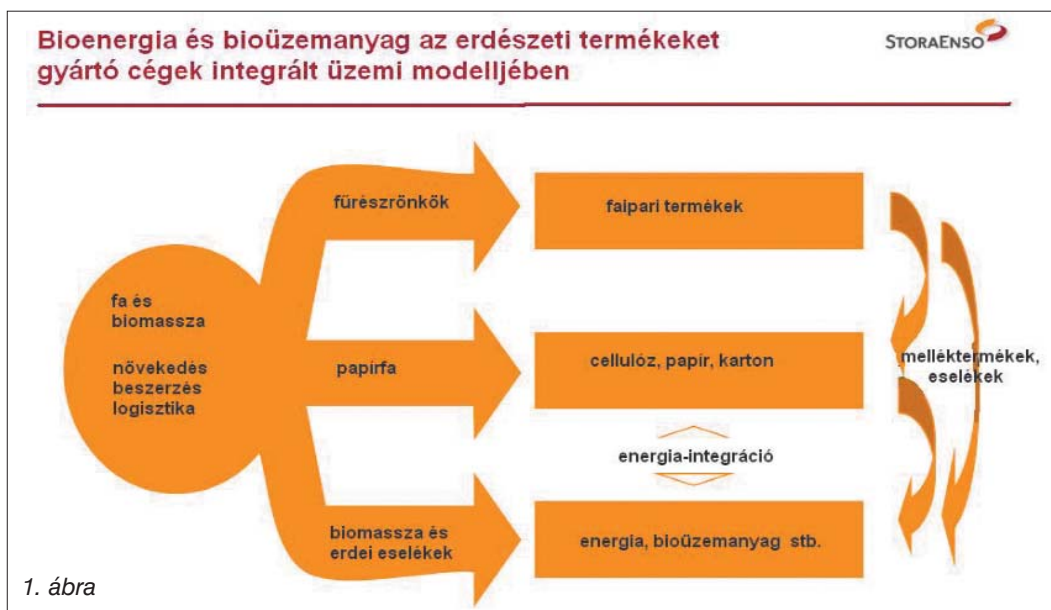 Bioenergia és bioüzemanyag az erdészeti termékeket
gyártó cégek integrált üzemi modelljében
STORAENSO
fűrészrönkök
faipari termékek
fa és
biomassza
növekedés
beszerzés
logisztika
papírfa
cellulóz, papír, karton
melléktermékek,
eselékek
energia-integráció
biomassza és
erdei eselékek
energia, bioüzemanyag stb.
1. ábra